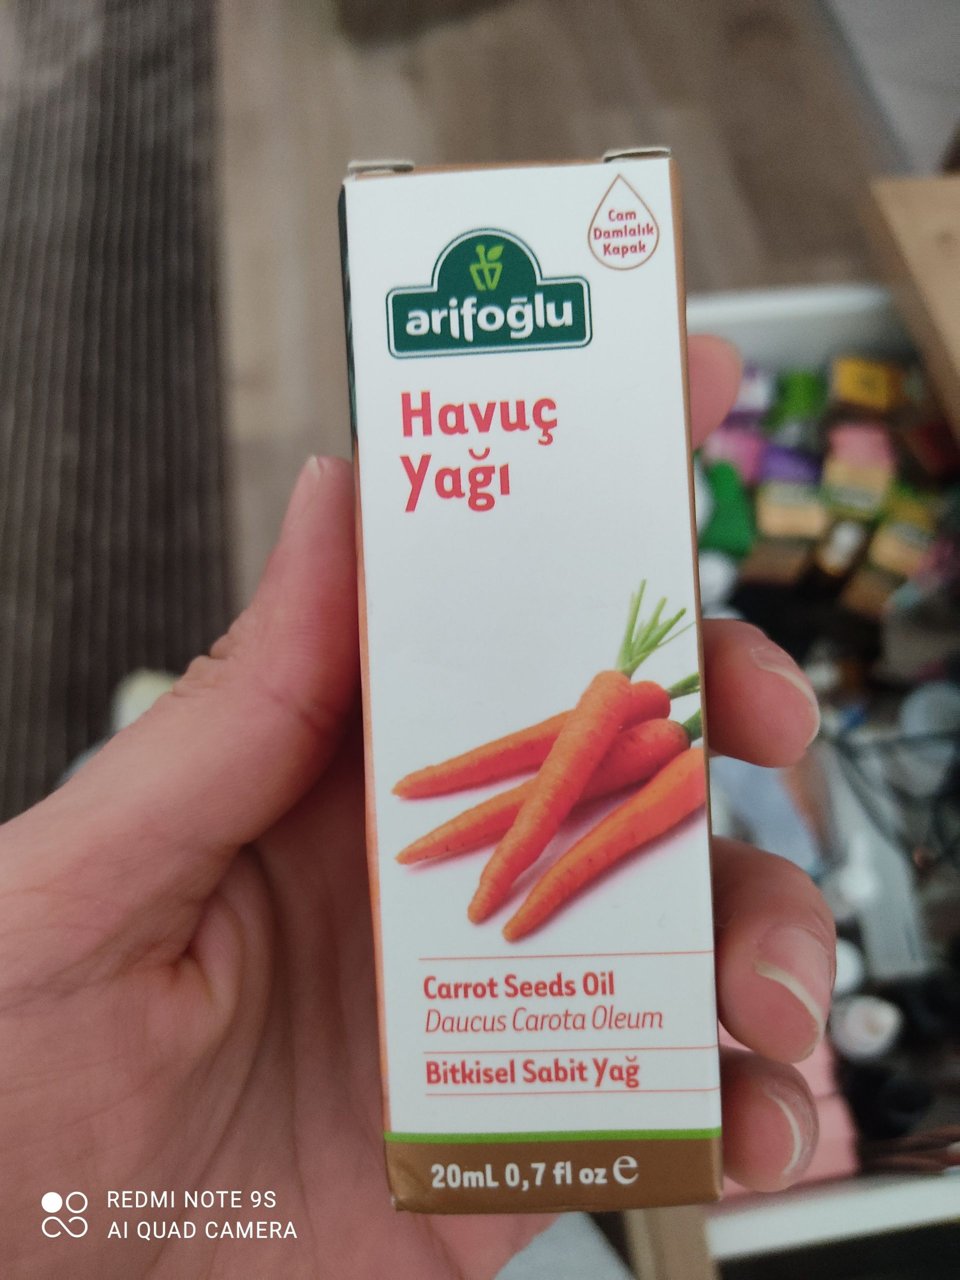 Cam
Damlalık
Kapak
arifoğlu
Havuç
Yağı
Carrot Seeds Oil
Daucus Carota Oleum
Bitkisel Sabit Yağ
20mL 0,7 fl oz e
REDMI NOTE 9S
AI QUAD CAMERA